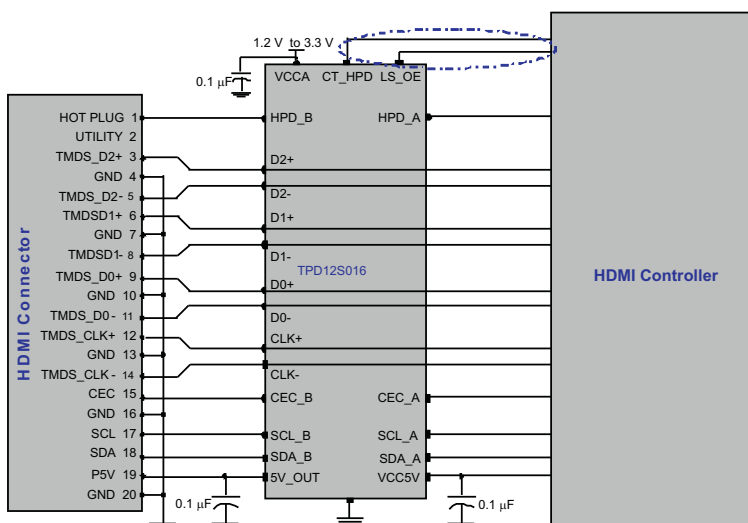 1.2 V to 3.3 V
0.1 μF
VCCA CT_HPD LS_OE
HDMI Connector
HOT PLUG 1
UTILITY 2
TMDS_D2+ 3
GND 4
TMDS_D2- 5
TMDSD1+ 6
GND 7
TMDSD1- 8
TMDS_D0+ 9
GND 10
TMDS_D0- 11
TMDS_CLK+ 12
GND 13
TMDS_CLK- 14
CEC 15
GND 16
SCL 17
SDA 18
P5V 19
GND 20
HPD_B HPD_A
D2+
D2-
D1+
D1-
TPD12S016
D0+
D0-
CLK+
CLK-
CEC_B CEC_A
SCL_B SCL_A
SDA_B SDA_A
5V_OUT VCC5V
0.1 μF
0.1 μF
HDMI Controller